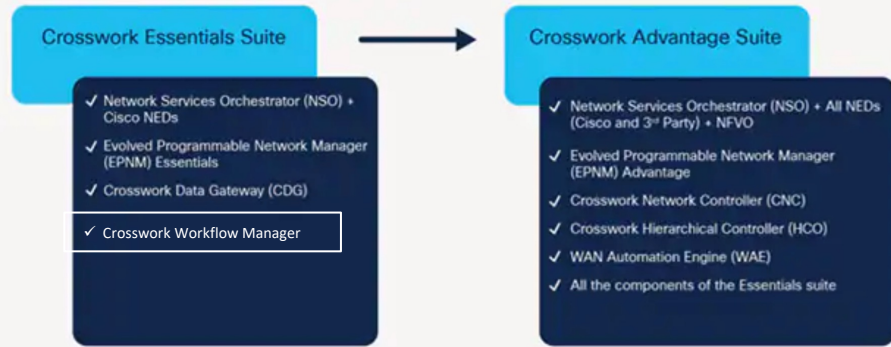 Crosswork Essentials Suite
✓ Network Services Orchestrator (NSO) +
Cisco NEDs
✓ Evolved Programmable Network Manager
(EPNM) Essentials
✓ Crosswork Data Gateway (CDG)
✓ Crosswork Workflow Manager
Crosswork Advantage Suite
✓ Network Services Orchestrator (NSO) + All NEDs
(Cisco and 3rd Party) + NFVO
✓ Evolved Programmable Network Manager
(EPNM) Advantage
✓ Crosswork Network Controller (CNC)
✓ Crosswork Hierarchical Controller (HCO)
✓ WAN Automation Engine (WAE)
✓ All the components of the Essentials suite